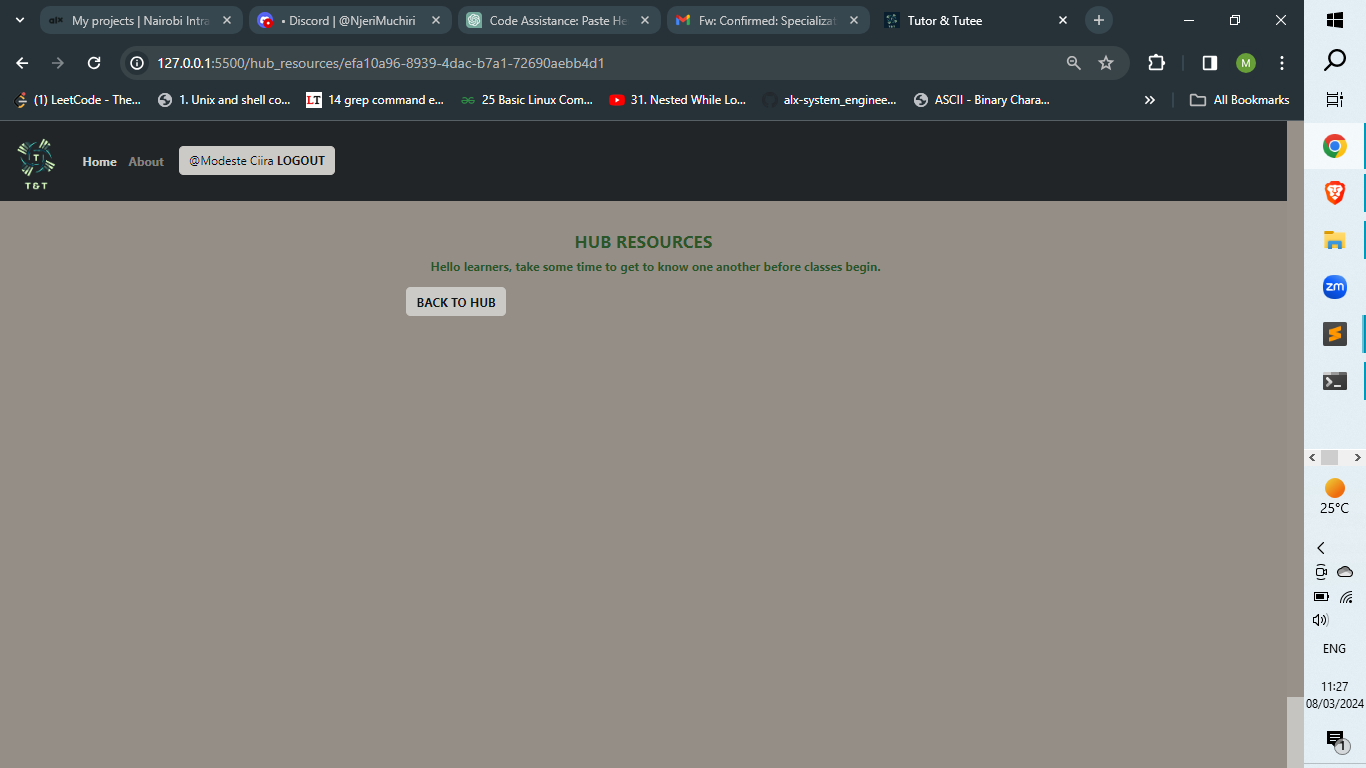 My projects | Nairobi Intra
• Discord | @NjeriMuchiri
Code Assistance: Paste He
Fw: Confirmed: Specializat
Tutor & Tutee
127.0.0.1:5500/hub_resources/efa10a96-8939-4dac-b7a1-72690aebb4d1
M
(1) LeetCode - The...
1. Unix and shell co...
LT 14 grep command e...
25 Basic Linux Com...
31. Nested While Lo...
alx-system_enginee...
ASCII - Binary Chara...
»
All Bookmarks
T
T&T
Home
About
@Modeste Ciira LOGOUT
HUB RESOURCES
Hello learners, take some time to get to know one another before classes begin.
BACK TO HUB
zm
25°C
ENG
11:27
08/03/2024
1